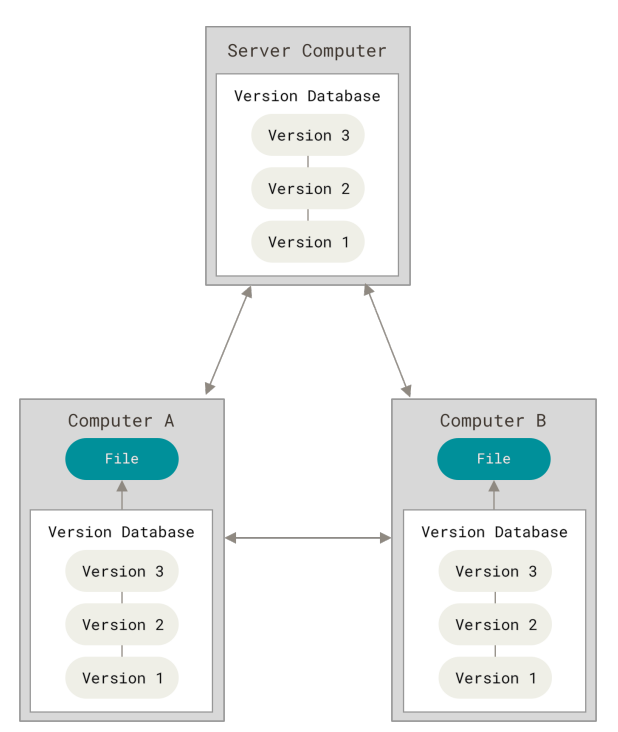 Server Computer
Version Database
Version 3
Version 2
Version 1
Computer A
File
Version Database
Version 3
Version 2
Version 1
Computer B
File
Version Database
Version 3
Version 2
Version 1